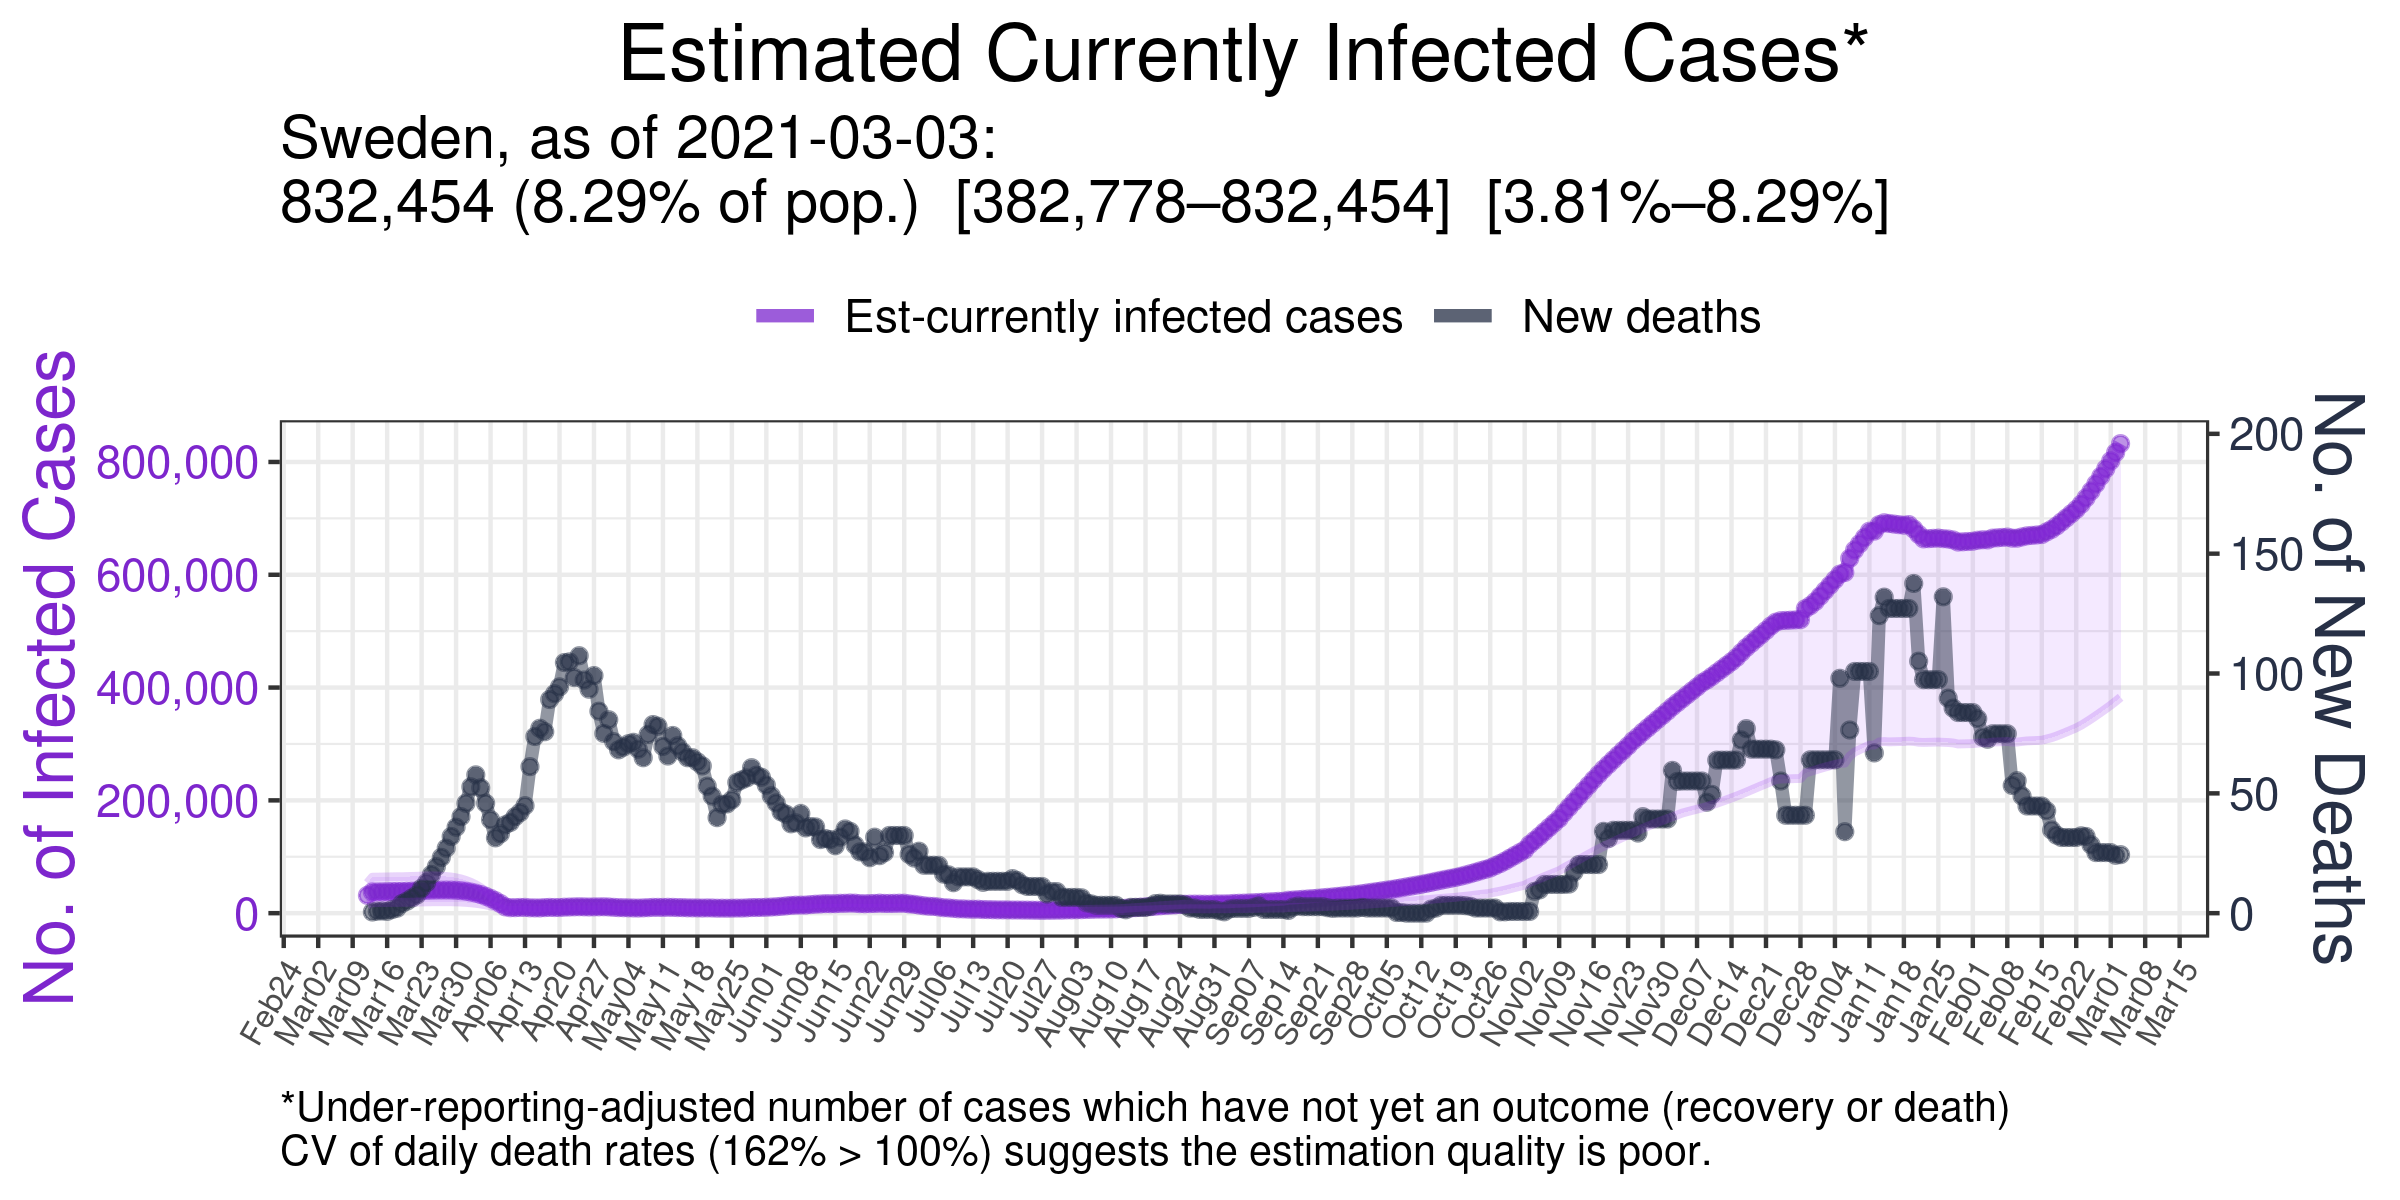 Estimated Currently Infected Cases*
Sweden, as of 2021-03-03:
832,454 (8.29% of pop.) [382,778–832,454] [3.81%–8.29%]
Est-currently infected cases
New deaths
No. of Infected Cases
800,000
600,000
400,000
200,000
0
200
150
100
50
0
No. of New Deaths
Feb24
Mar02
Mar09
Mar16
Mar23
Mar30
Apr06
Apr13
Apr20
Apr27
May04
May11
May18
May25
Jun01
Jun08
Jun15
Jun22
Jun29
Jul06
Jul13
Jul20
Jul27
Aug03
Aug10
Aug17
Aug24
Aug31
Sep07
Sep14
Sep21
Sep28
Oct05
Oct12
Oct19
Oct26
Nov02
Nov09
Nov16
Nov23
Nov30
Dec07
Dec14
Dec21
Dec28
Jan04
Jan11
Jan18
Jan25
Feb01
Feb08
Feb15
Feb22
Mar01
Mar08
Mar15
*Under-reporting-adjusted number of cases which have not yet an outcome (recovery or death)
CV of daily death rates (162% > 100%) suggests the estimation quality is poor.